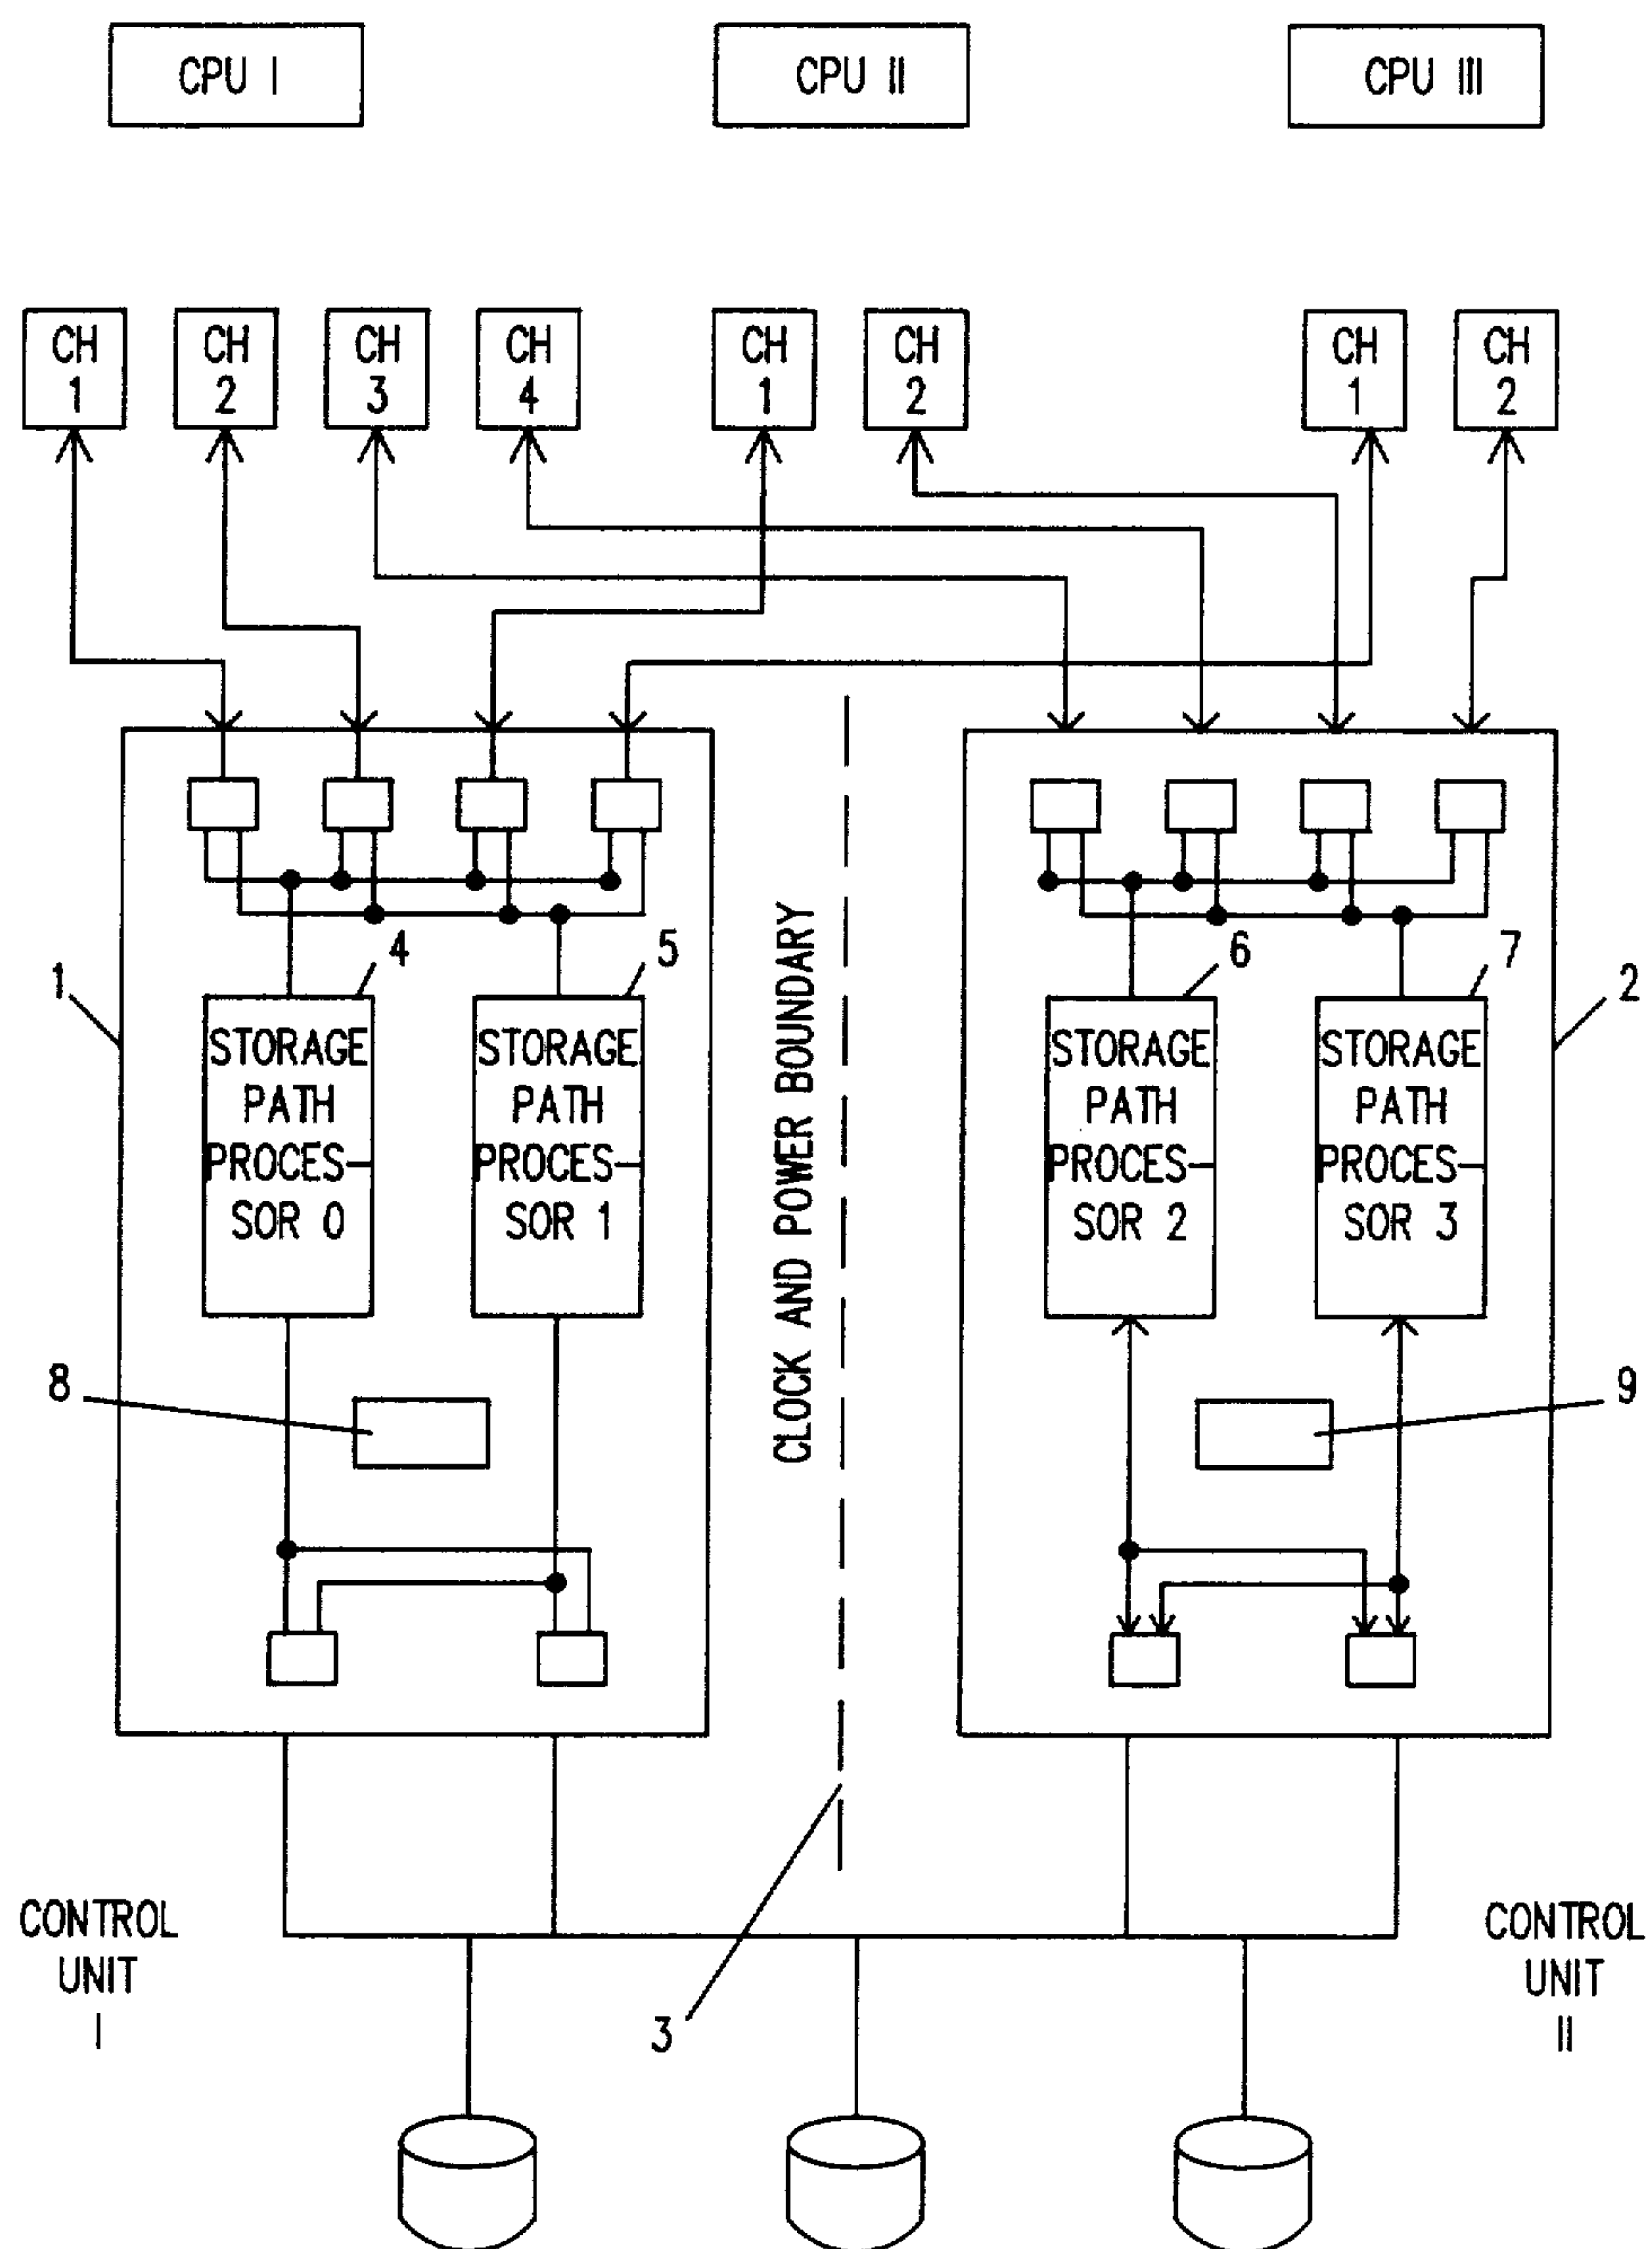 CPU I
CPU II
CPU III
CH
1
CH
2
CH
3
CH
4
CH
1
CH
2
CH
1
CH
2
1
4
5
CLOCK AND POWER BOUNDARY
6
7
2
STORAGE
PATH
PROCES-
SOR 0
STORAGE
PATH
PROCES-
SOR 1
STORAGE
PATH
PROCES-
SOR 2
STORAGE
PATH
PROCES-
SOR 3
8
9
CONTROL
UNIT
I
3
CONTROL
UNIT
II